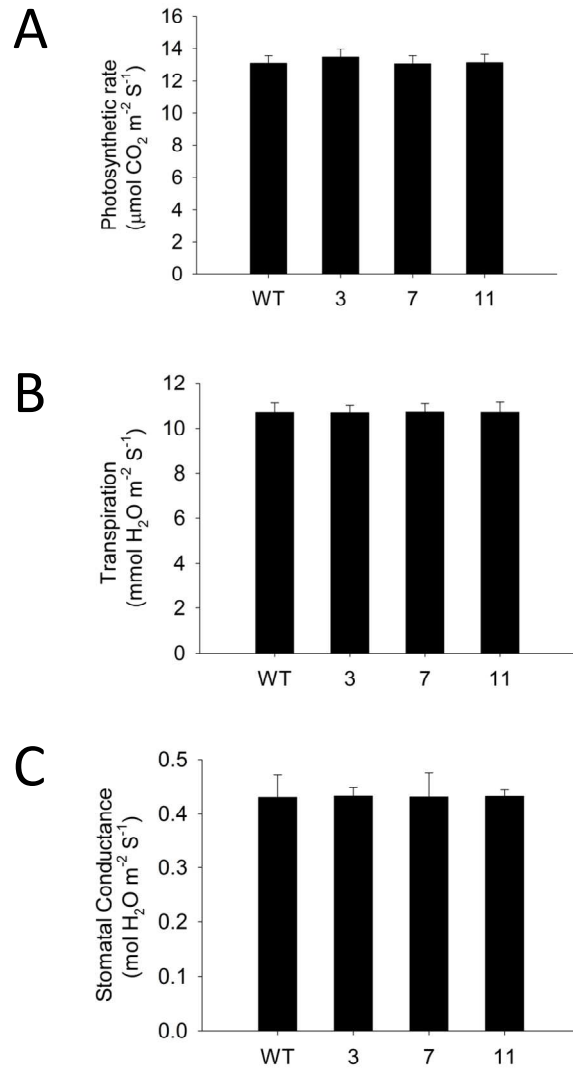 A
Photosynthetic rate
(μmol CO₂ m⁻² S⁻¹)
16
14
12
10
8
6
4
2
0
WT 3 7 11
B
Transpiration
(mmol H₂O m⁻² S⁻¹)
12
10
8
6
4
2
0
WT 3 7 11
C
Stomatal Conductance
(mol H₂O m⁻² S⁻¹)
0.5
0.4
0.3
0.2
0.1
0.0
WT 3 7 11